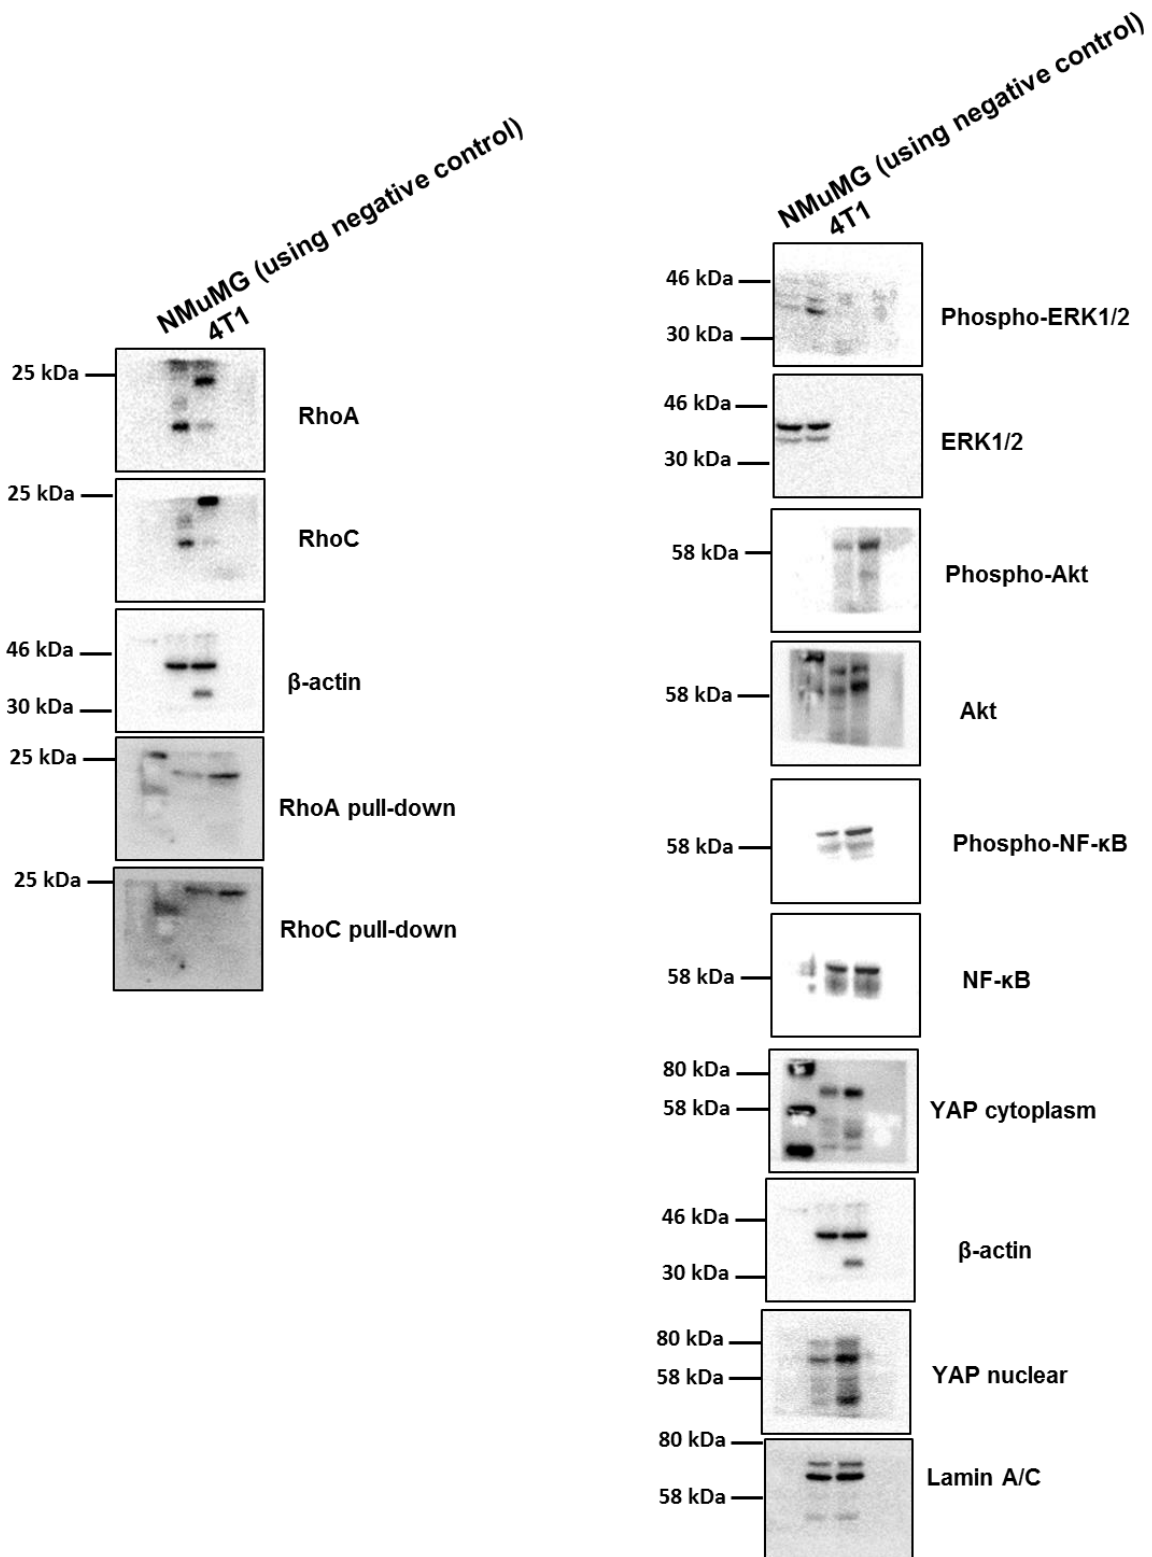 NMuMG (using negative control)
4T1
25 kDa
RhoA
25 kDa
RhoC
46 kDa
β-actin
30 kDa
25 kDa
RhoA pull-down
25 kDa
RhoC pull-down
NMuMG (using negative control)
4T1
46 kDa
Phospho-ERK1/2
30 kDa
46 kDa
ERK1/2
30 kDa
58 kDa
Phospho-Akt
58 kDa
Akt
58 kDa
Phospho-NF-κB
58 kDa
NF-κB
80 kDa
58 kDa
YAP cytoplasm
46 kDa
β-actin
30 kDa
80 kDa
58 kDa
YAP nuclear
80 kDa
Lamin A/C
58 kDa